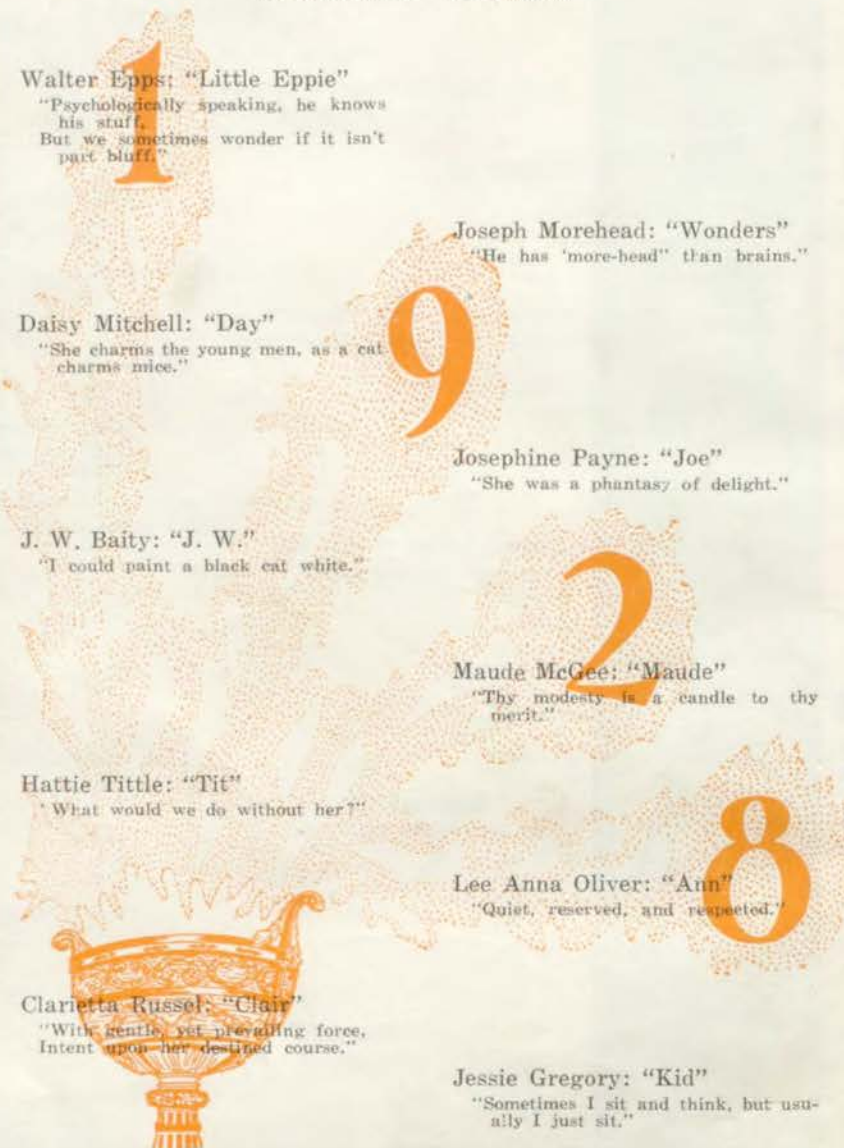 1
Walter Epps: "Little Eppie"
"Psychologically speaking, he knows
his stuff,
But we sometimes wonder if it isn't
part bluff."
Joseph Morehead: "Wonders"
"He has 'more-head" than brains."
9
Daisy Mitchell: "Day"
"She charms the young men, as a cat
charms mice."
Josephine Payne: "Joe"
"She was a phantasy of delight."
J. W. Baity: "J. W."
"I could paint a black cat white."
2
Maude McGee: "Maude"
"Thy modesty is a candle to thy
merit."
Hattie Tittle: "Tit"
"What would we do without her?"
8
Lee Anna Oliver: "Ann"
"Quiet, reserved, and respected."
Clarietta Russel: "Clair"
"With gentle, yet prevailing force,
Intent upon her destined course."
Jessie Gregory: "Kid"
"Sometimes I sit and think, but usu-
ally I just sit."